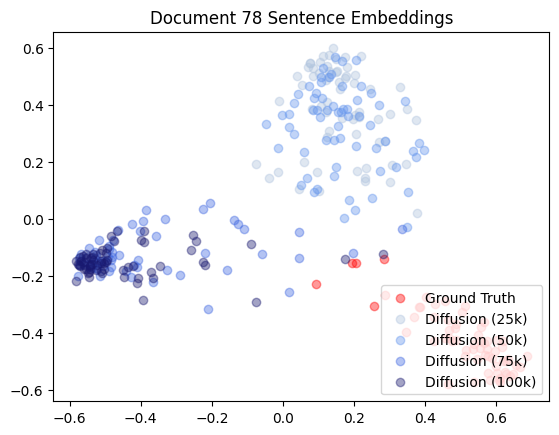 Document 78 Sentence Embeddings
0.6
0.4
0.2
0.0
−0.2
−0.4
−0.6
Ground Truth
Diffusion (25k)
Diffusion (50k)
Diffusion (75k)
Diffusion (100k)
−0.6 −0.4 −0.2 0.0 0.2 0.4 0.6